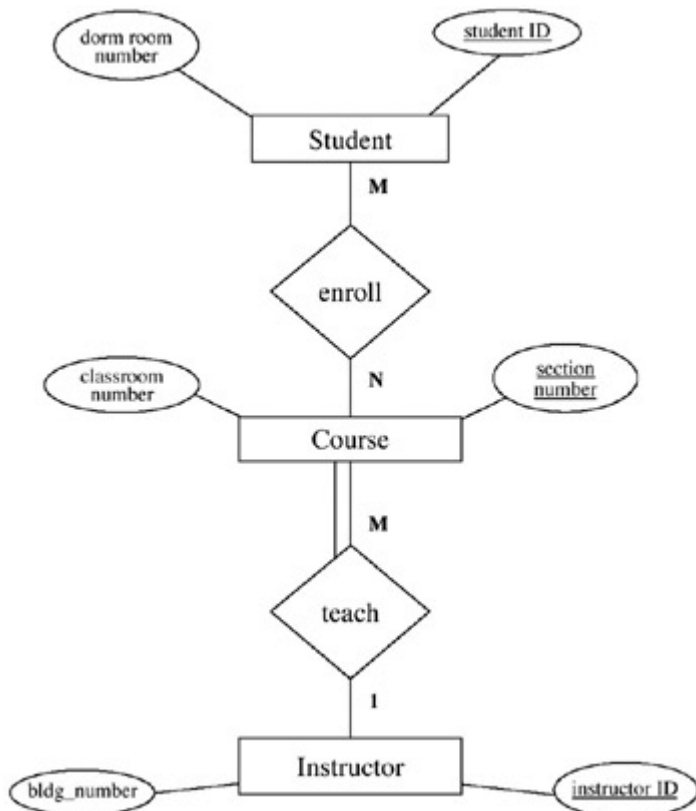 dorm room
number
student ID
Student
M
enroll
N
classroom
number
section
number
Course
M
teach
1
Instructor
bldg_number
instructor ID